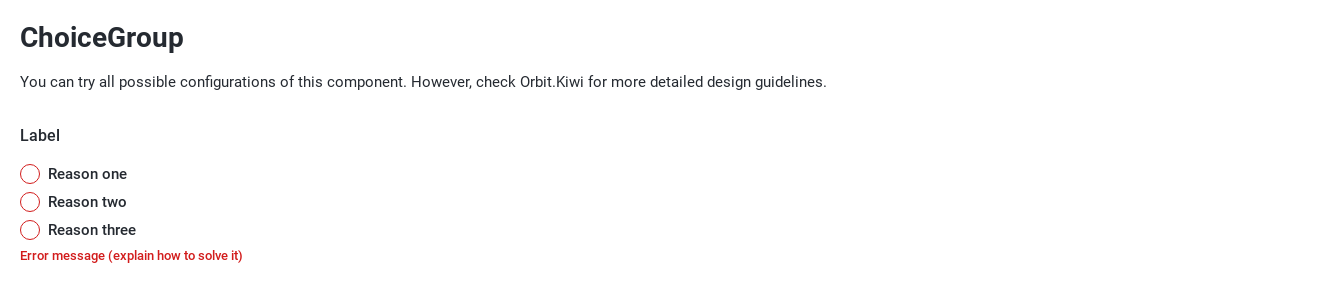 ChoiceGroup
You can try all possible configurations of this component. However, check Orbit.Kiwi for more detailed design guidelines.
Label
Reason one
Reason two
Reason three
Error message (explain how to solve it)